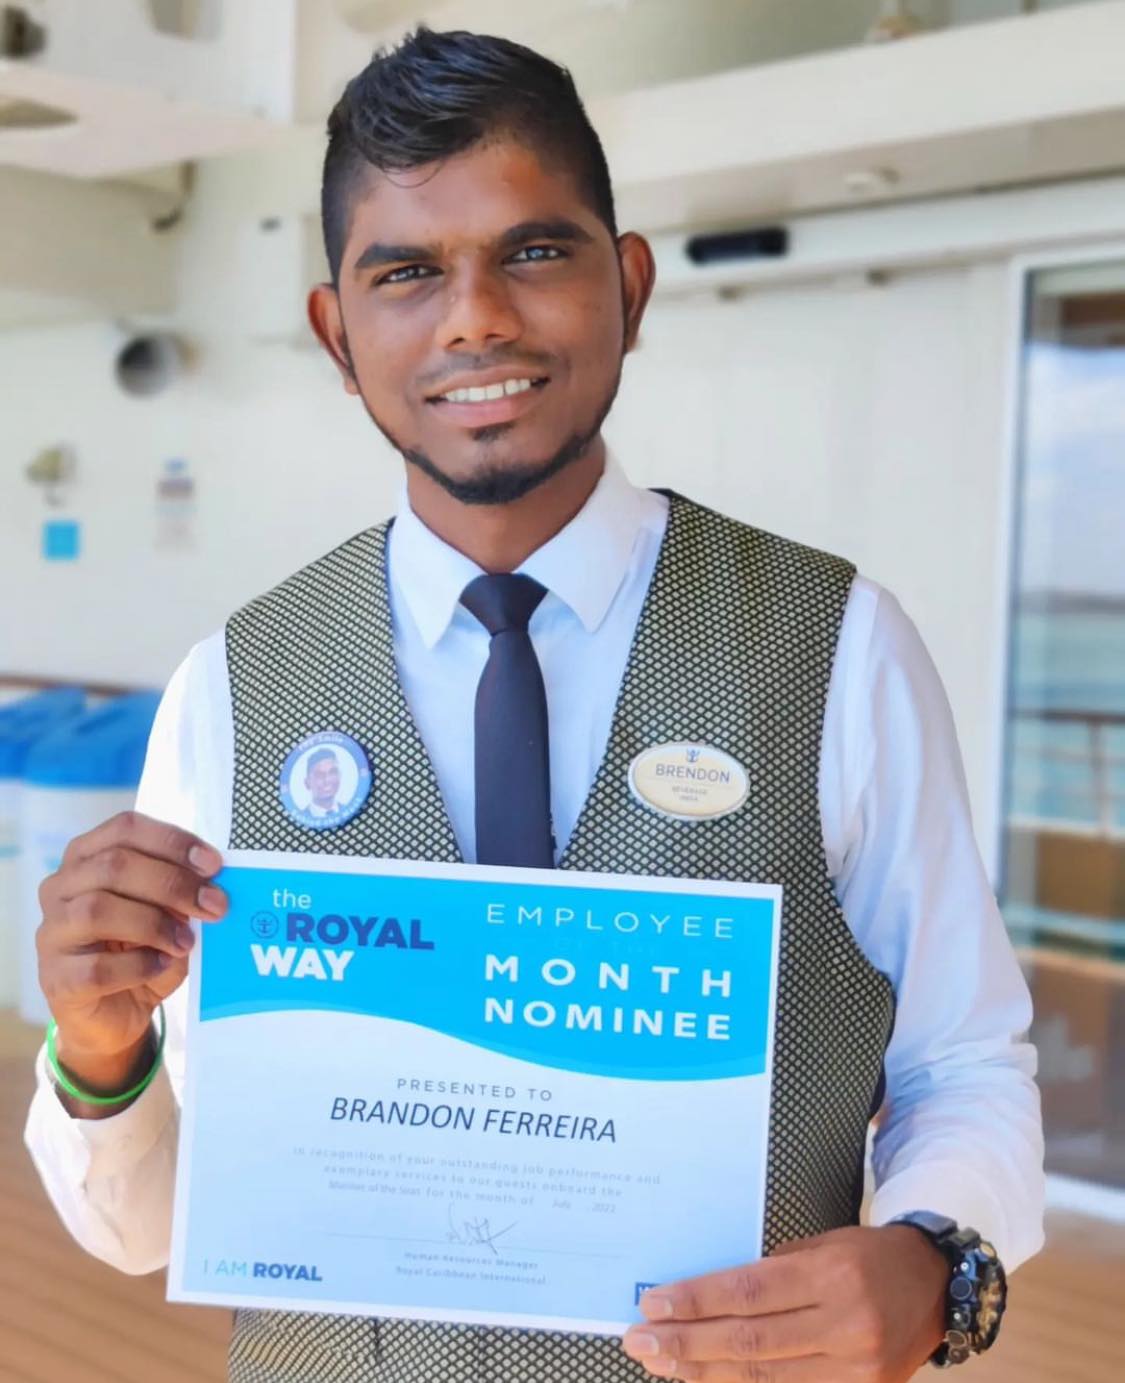 BRENDON
BEVERAGE
INDIA
the
ROYAL
WAY
EMPLOYEE
OF THE
MONTH
NOMINEE
PRESENTED TO
BRANDON FERREIRA
in recognition of your outstanding job performance and
exemplary services to our guests onboard the
Mariner of the Seas for the month of July 2022
Human Resources Manager
Royal Caribbean International
I AM ROYAL